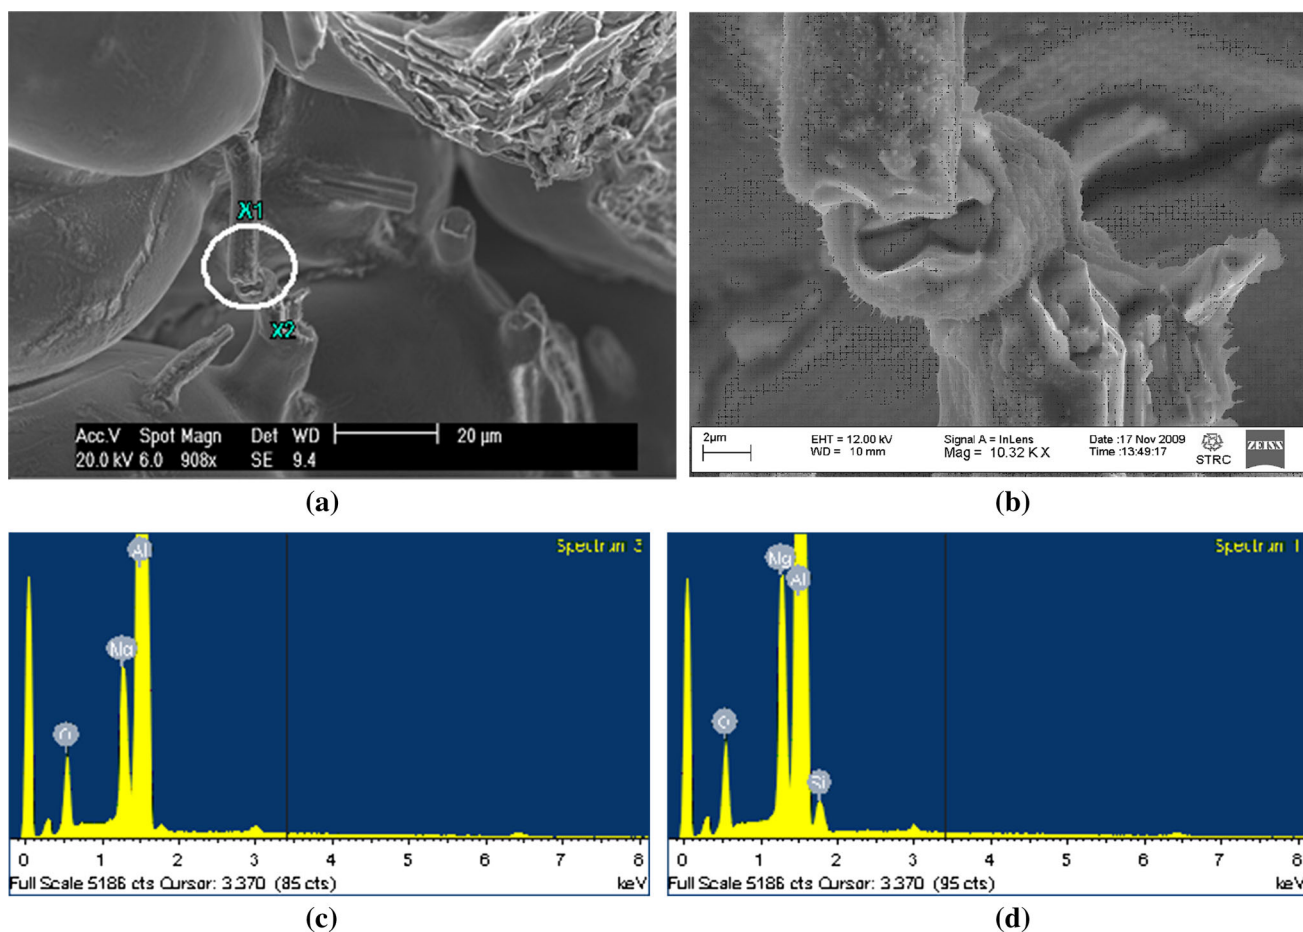 X1
X2
Acc.V Spot Magn Det WD 20 µm
20.0 kV 6.0 908x SE 9.4
2µm EHT = 12.00 kV Signal A = InLens Date :17 Nov 2009
WD = 10 mm Mag = 10.32 K X Time :13:49:17 STRC ZEISS
(a) (b)
Spectrum 3
Al
Mg
O
0 1 2 3 4 5 6 7 8
Full Scale 5186 cts Cursor: 3.370 (85 cts) keV
Spectrum 1
Mg
Al
O
Si
0 1 2 3 4 5 6 7 8
Full Scale 5186 cts Cursor: 3.370 (95 cts) keV
(c) (d)